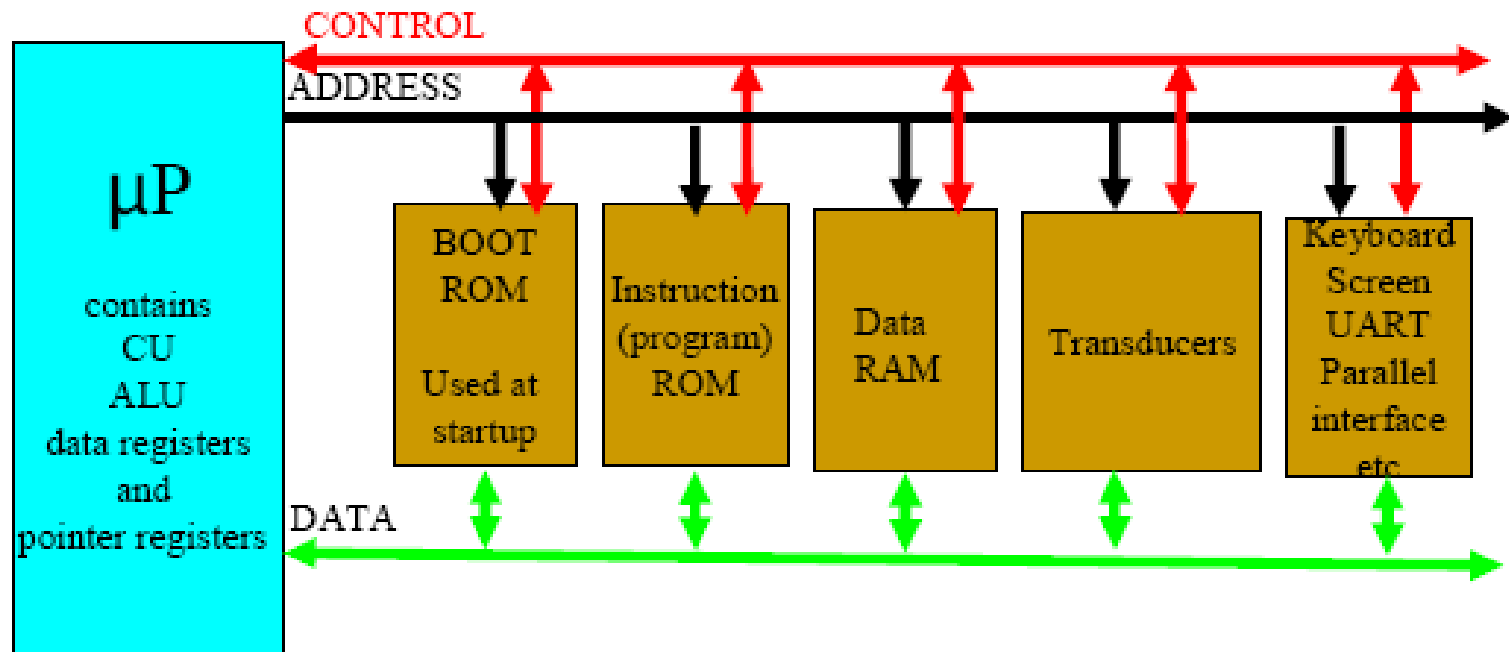 CONTROL
ADDRESS
μP
contains
CU
ALU
data registers
and
pointer registers
BOOT
ROM
Used at
startup
Instruction
(program)
ROM
Data
RAM
Transducers
Keyboard
Screen
UART
Parallel
interface
etc
DATA